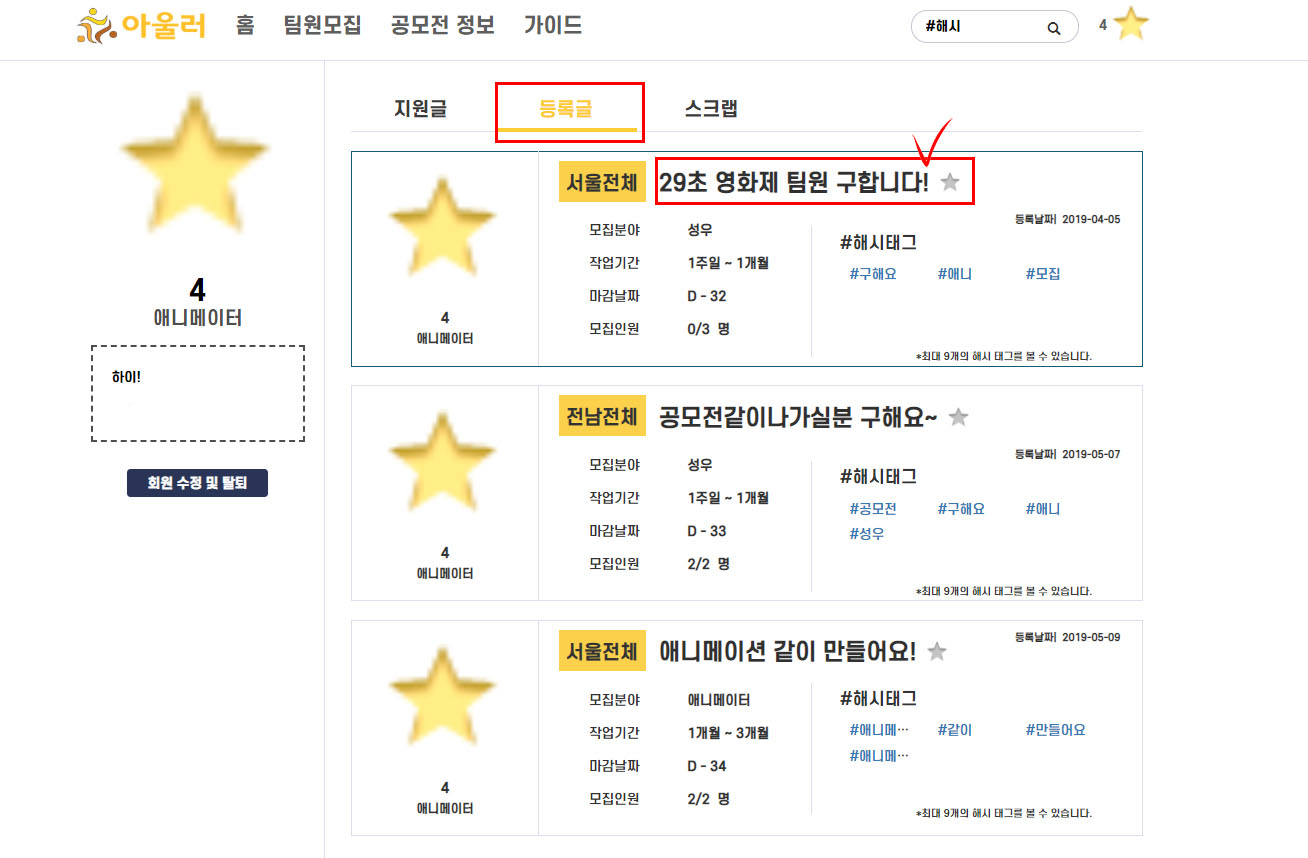 아울러 홈 팀원모집 공모전 정보 가이드 #해시 4
4
애니메이터
하이!
회원 수정 및 탈퇴
지원글 등록글 스크랩
서울전체 29초 영화제 팀원 구합니다!
등록날짜| 2019-04-05
모집분야 성우
작업기간 1주일 ~ 1개월
마감날짜 D - 32
모집인원 0/3 명
#해시태그
#구해요 #애니 #모집
*최대 9개의 해시 태그를 볼 수 있습니다.
4
애니메이터
전남전체 공모전같이나가실분 구해요~
등록날짜| 2019-05-07
모집분야 성우
작업기간 1주일 ~ 1개월
마감날짜 D - 33
모집인원 2/2 명
#해시태그
#공모전 #구해요 #애니
#성우
*최대 9개의 해시 태그를 볼 수 있습니다.
4
애니메이터
서울전체 애니메이션 같이 만들어요!
등록날짜| 2019-05-09
모집분야 애니메이터
작업기간 1개월 ~ 3개월
마감날짜 D - 34
모집인원 2/2 명
#해시태그
#애니메… #같이 #만들어요
#애니메…
*최대 9개의 해시 태그를 볼 수 있습니다.
4
애니메이터